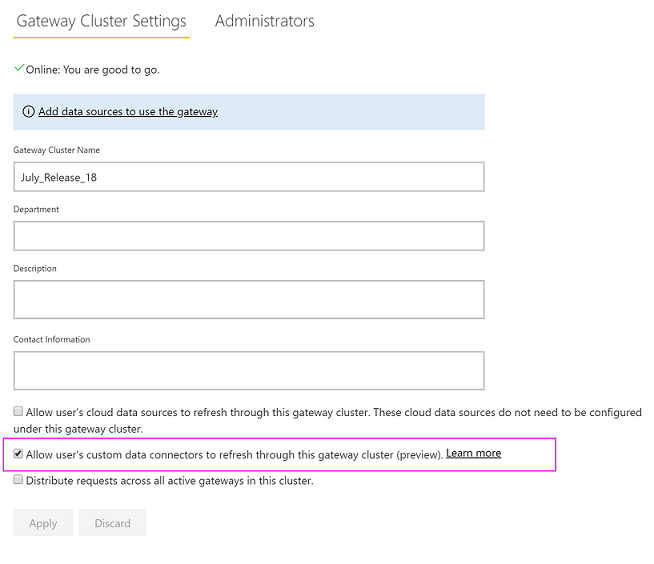 Gateway Cluster Settings Administrators
Online: You are good to go.
Add data sources to use the gateway
Gateway Cluster Name
July_Release_18
Department
Description
Contact Information
Allow user's cloud data sources to refresh through this gateway cluster. These cloud data sources do not need to be configured
under this gateway cluster.
Allow user's custom data connectors to refresh through this gateway cluster (preview). Learn more
Distribute requests across all active gateways in this cluster.
Apply Discard